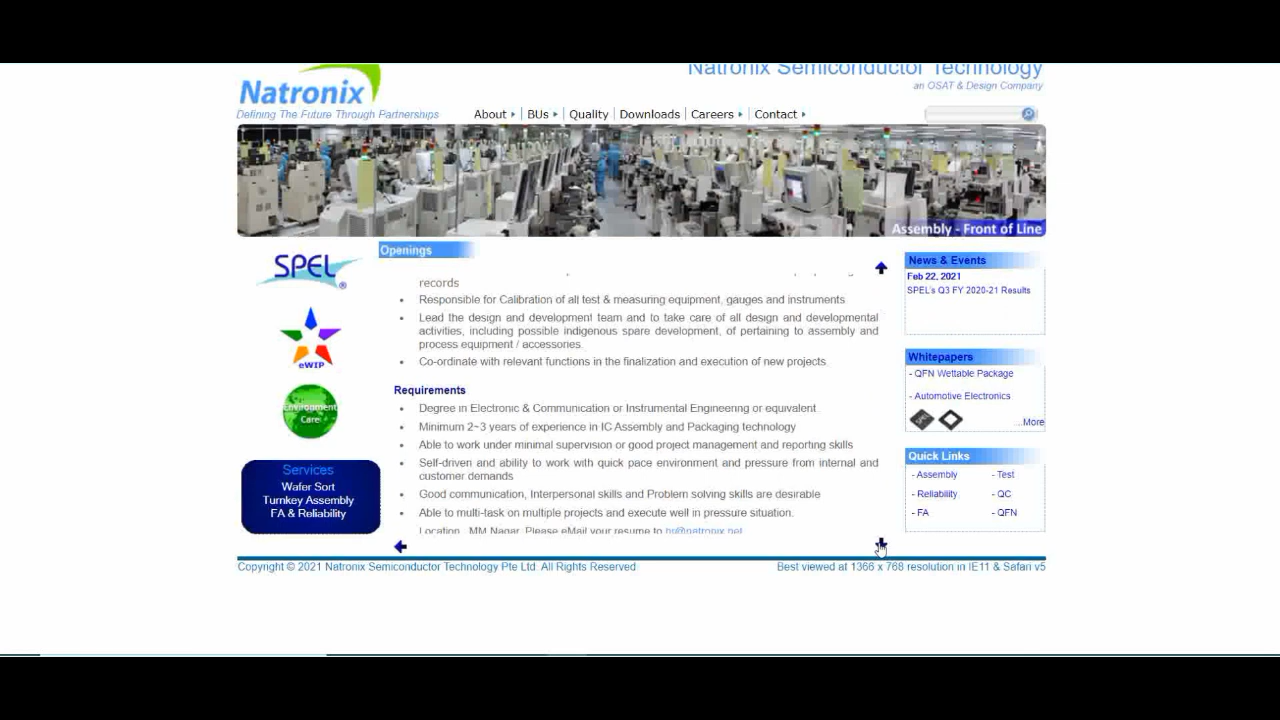 Natronix Semiconductor Technology
an OSAT & Design Company
Natronix
Defining The Future Through Partnerships
About
BUs
Quality
Downloads
Careers
Contact
Assembly - Front of Line
SPEL
®
eWIP
Environment
Care
Services
Wafer Sort
Turnkey Assembly
FA & Reliability
Openings
records
• Responsible for Calibration of all test & measuring equipment, gauges and instruments
• Lead the design and development team and to take care of all design and developmental
activities, including possible indigenous spare development, of pertaining to assembly and
process equipment / accessories.
• Co-ordinate with relevant functions in the finalization and execution of new projects
Requirements
• Degree in Electronic & Communication or Instrumental Engineering or equivalent
• Minimum 2~3 years of experience in IC Assembly and Packaging technology
• Able to work under minimal supervision or good project management and reporting skills
• Self-driven and ability to work with quick pace environment and pressure from internal and
customer demands
• Good communication, Interpersonal skills and Problem solving skills are desirable
• Able to multi-task on multiple projects and execute well in pressure situation.
Location MM Nagar. Please eMail your resume to hr@natronix.net
News & Events
Feb 22, 2021
SPEL's Q3 FY 2020-21 Results
Whitepapers
- QFN Wettable Package
- Automotive Electronics
...More
Quick Links
- Assembly - Test
- Reliability - QC
- FA - QFN
Copyright © 2021 Natronix Semiconductor Technology Pte Ltd. All Rights Reserved
Best viewed at 1366 x 768 resolution in IE11 & Safari v5